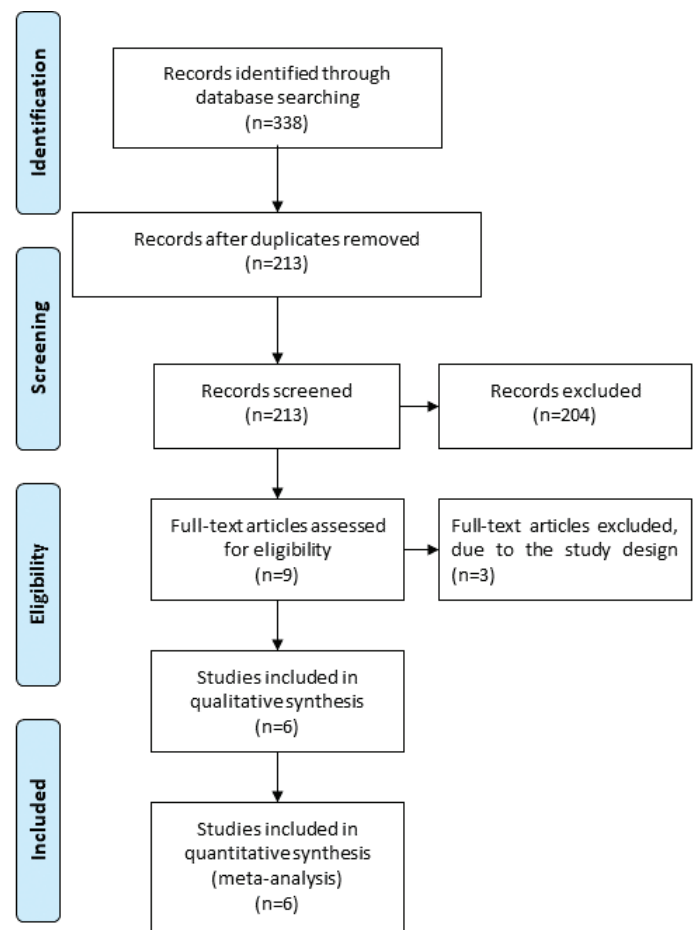 Identification
Records identified through
database searching
(n=338)
Records after duplicates removed
(n=213)
Screening
Records screened
(n=213)
Records excluded
(n=204)
Eligibility
Full-text articles assessed
for eligibility
(n=9)
Full-text articles excluded,
due to the study design
(n=3)
Studies included in
qualitative synthesis
(n=6)
Included
Studies included in
quantitative synthesis
(meta-analysis)
(n=6)